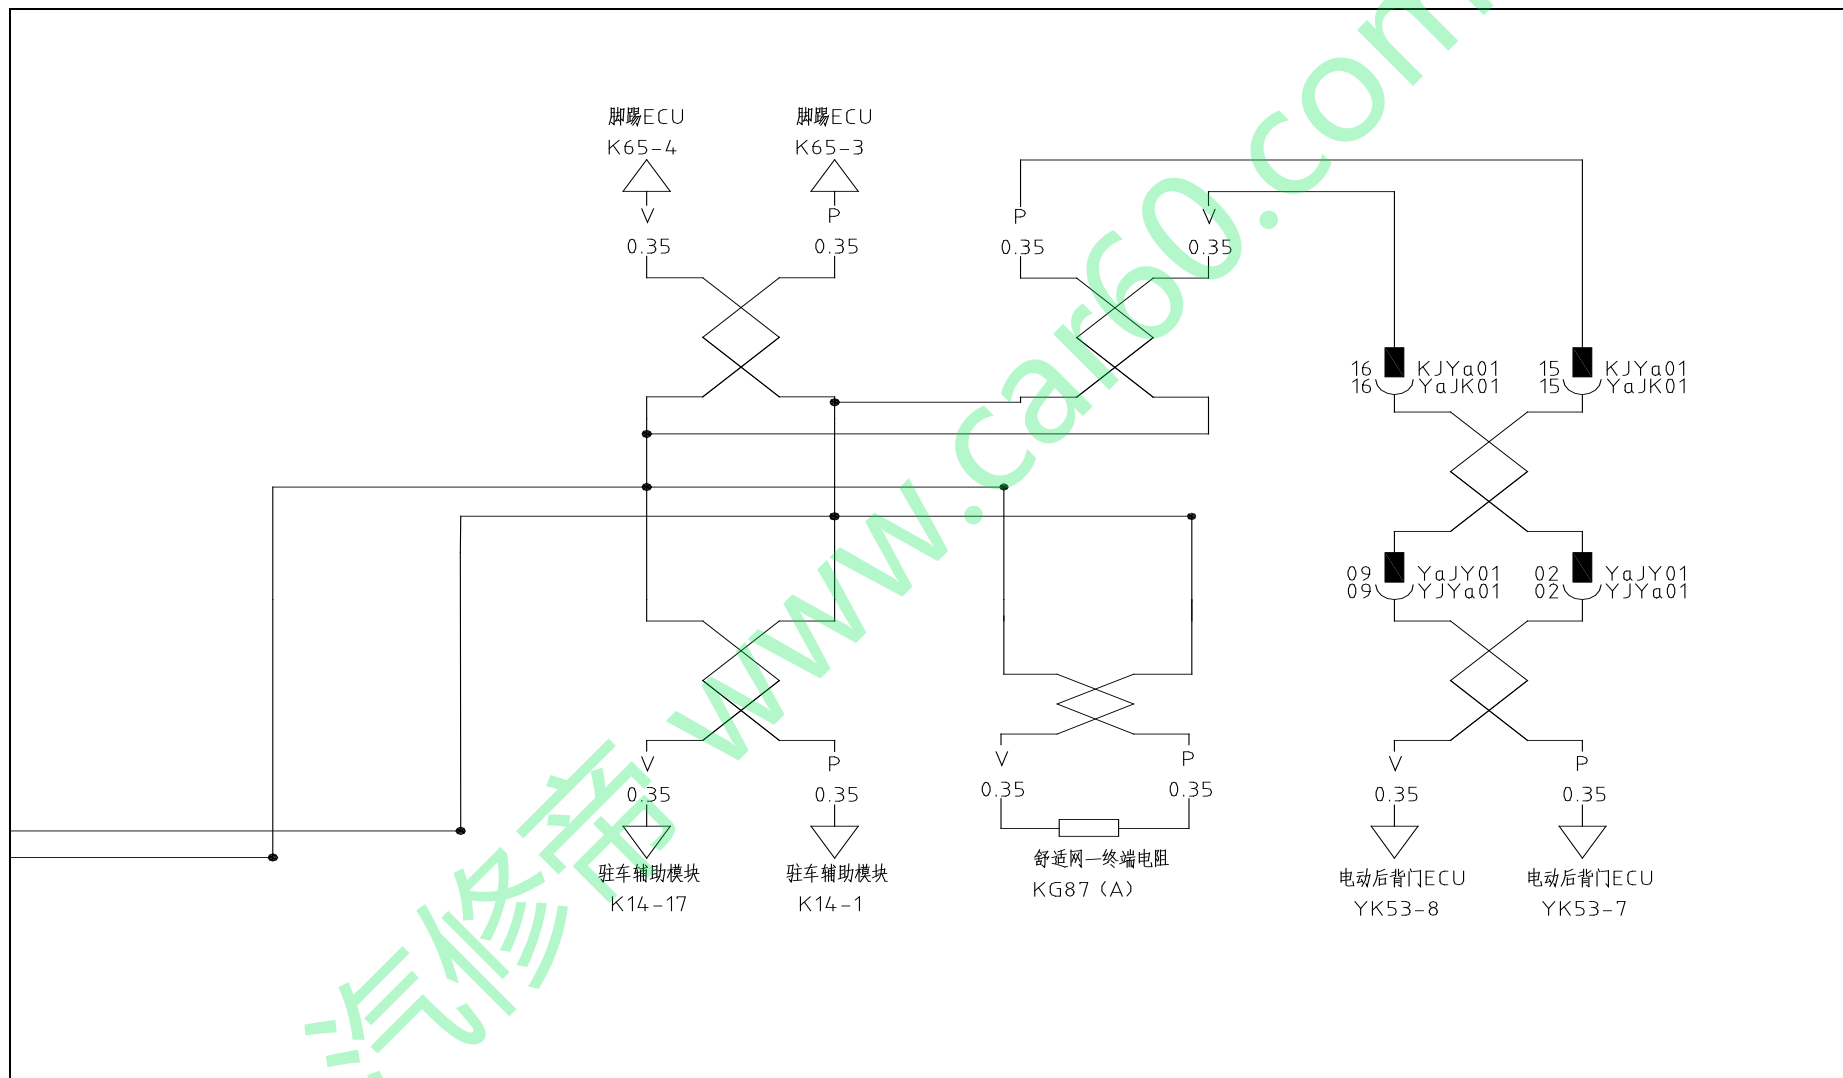 脚踢ECU
K65-4
脚踢ECU
K65-3
V
0.35
P
0.35
P
0.35
V
0.35
16 KJYa01
16 YaJK01
15 KJYa01
15 YaJK01
09 YaJY01
09 YJYa01
02 YaJY01
02 YJYa01
V
0.35
驻车辅助模块
K14-17
P
0.35
驻车辅助模块
K14-1
V
0.35
P
0.35
舒适网一终端电阻
KG87(A)
V
0.35
电动后背门ECU
YK53-8
P
0.35
电动后背门ECU
YK53-7
汽修帝 www.car60.com